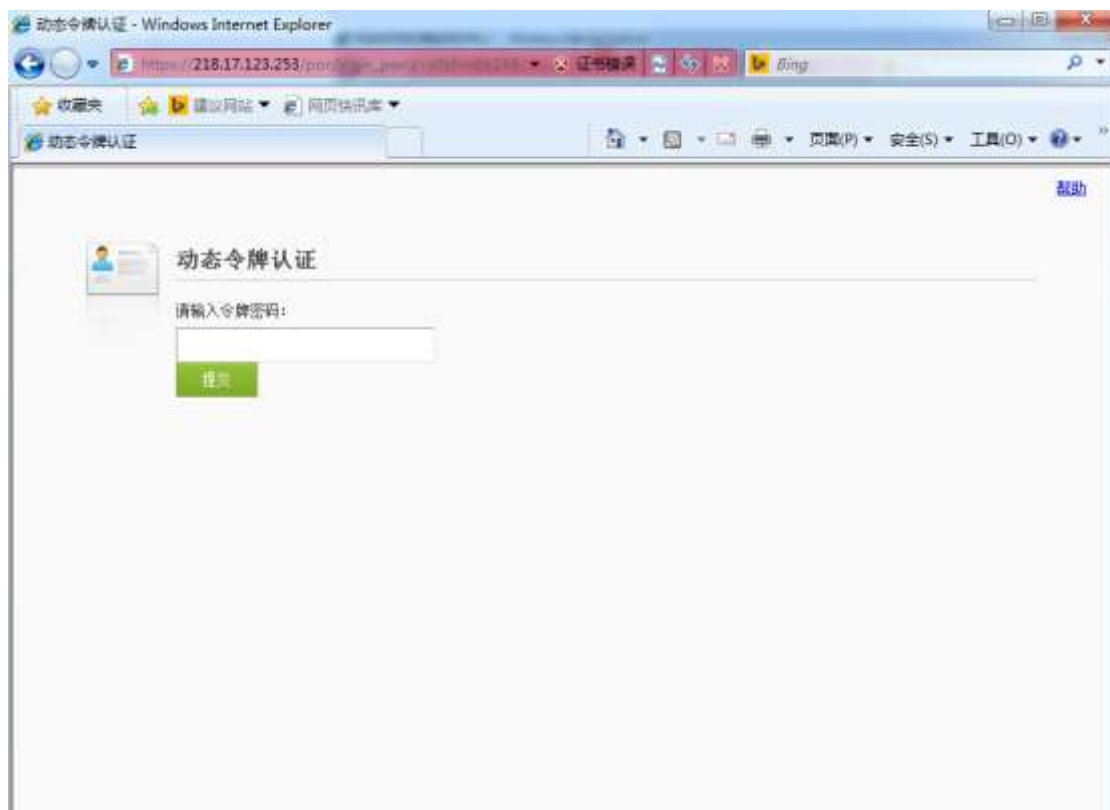 动态令牌认证 - Windows Internet Explorer
https://218.17.123.253/por/ 证书错误 Bing
收藏夹 建议网站 网页快讯库
动态令牌认证 页面(P) 安全(S) 工具(O)
帮助
动态令牌认证
请输入令牌密码:
提交